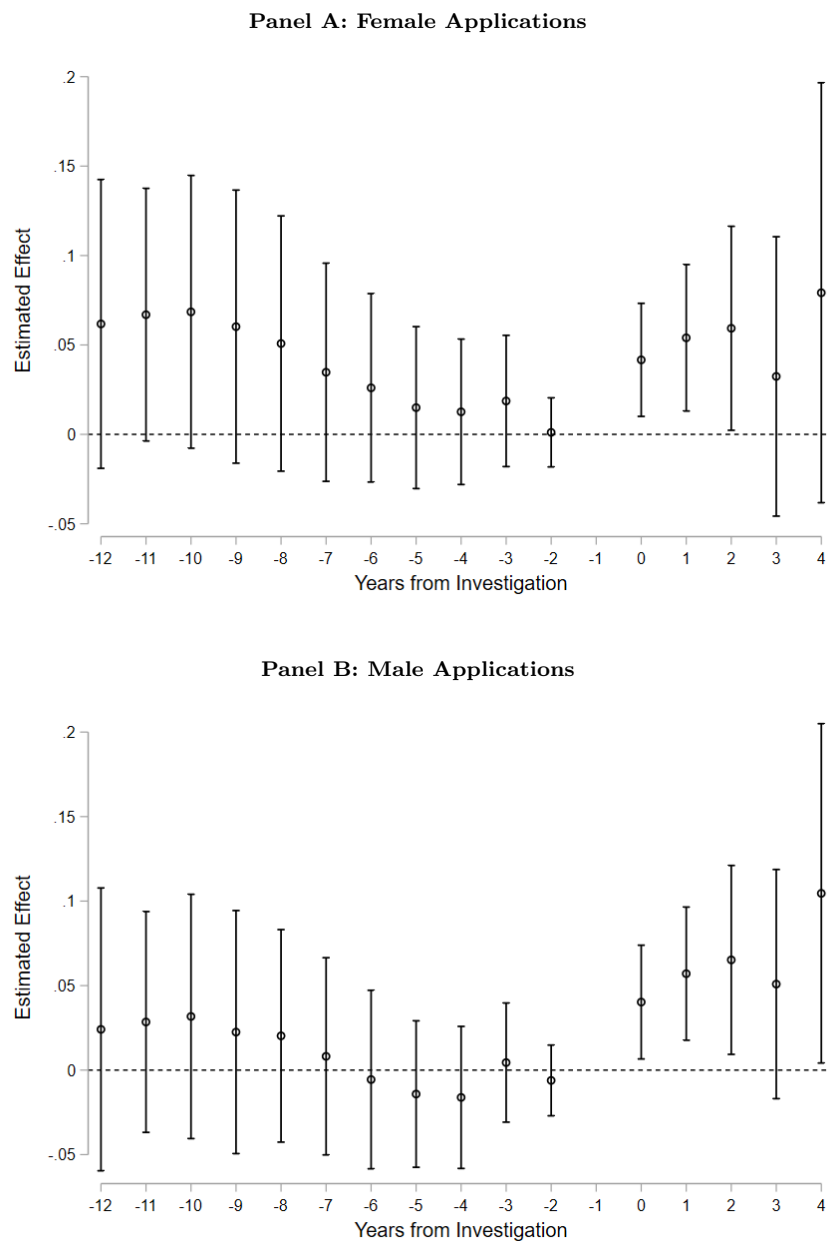 Panel A: Female Applications
.2
.15
.1
.05
0
-.05
Estimated Effect
-12 -11 -10 -9 -8 -7 -6 -5 -4 -3 -2 -1 0 1 2 3 4
Years from Investigation
Panel B: Male Applications
.2
.15
.1
.05
0
-.05
Estimated Effect
-12 -11 -10 -9 -8 -7 -6 -5 -4 -3 -2 -1 0 1 2 3 4
Years from Investigation